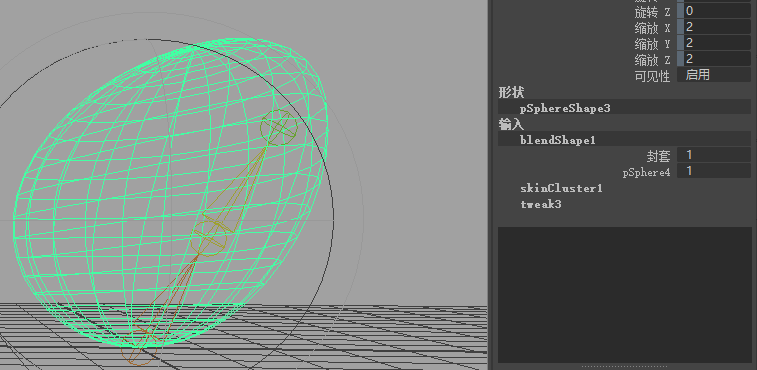 旋转 Z 0
缩放 X 2
缩放 Y 2
缩放 Z 2
可见性 启用
形状
pSphereShape3
输入
blendShape1
封套 1
pSphere4 1
skinCluster1
tweak3